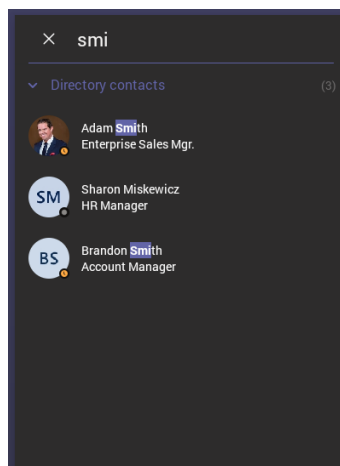 smi
Directory contacts (3)
Adam Smith
Enterprise Sales Mgr.
SM
Sharon Miskewicz
HR Manager
BS
Brandon Smith
Account Manager